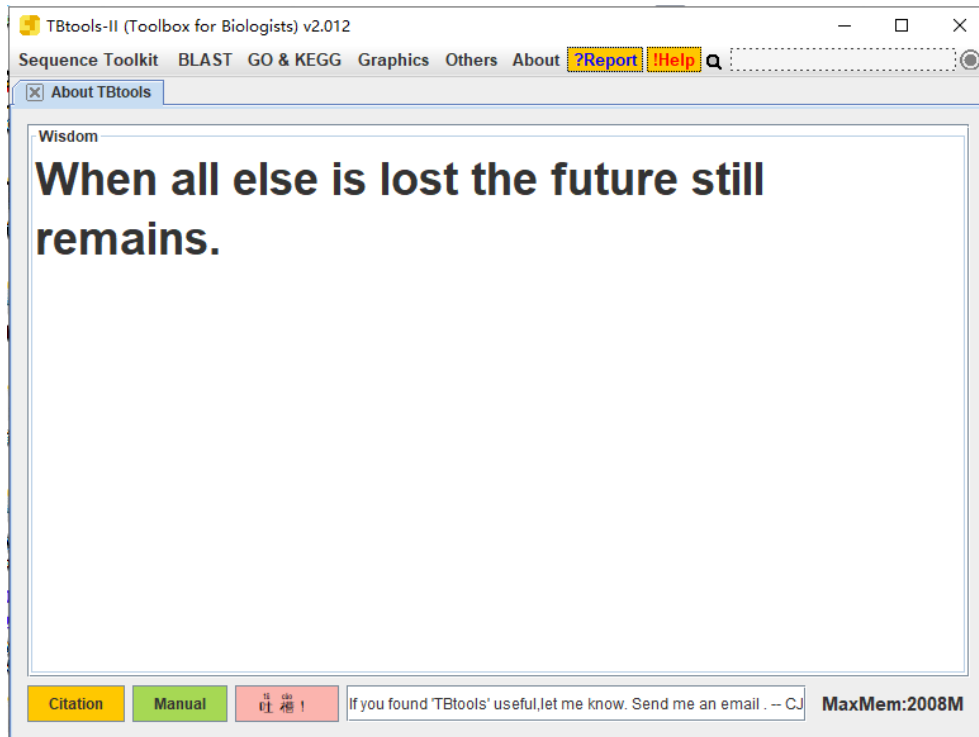 TBtools-II (Toolbox for Biologists) v2.012
Sequence Toolkit BLAST GO & KEGG Graphics Others About ?Report !Help
About TBtools
Wisdom
When all else is lost the future still
remains.
Citation Manual 吐槽！ If you found 'TBtools' useful,let me know. Send me an email . -- CJ MaxMem:2008M